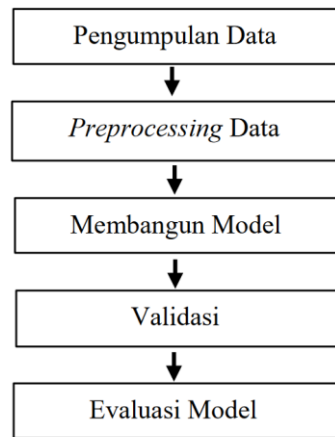 Pengumpulan Data
Preprocessing Data
Membangun Model
Validasi
Evaluasi Model